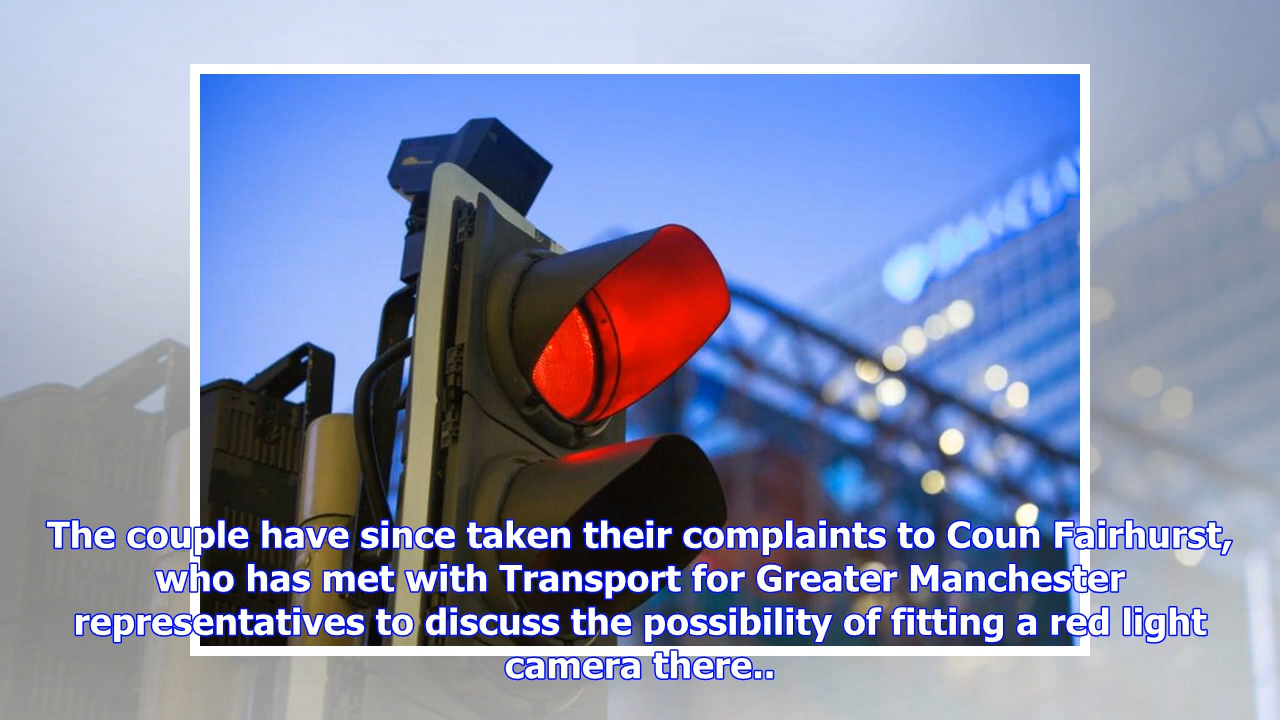 The couple have since taken their complaints to Coun Fairhurst,
who has met with Transport for Greater Manchester
representatives to discuss the possibility of fitting a red light
camera there..